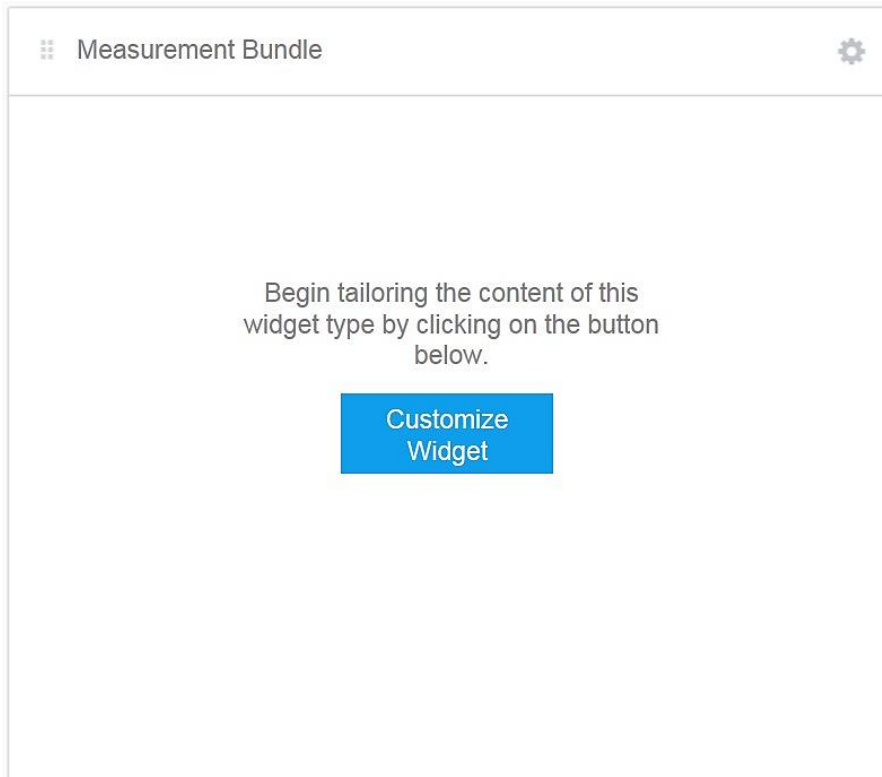 Measurement Bundle
Begin tailoring the content of this
widget type by clicking on the button
below.
Customize
Widget